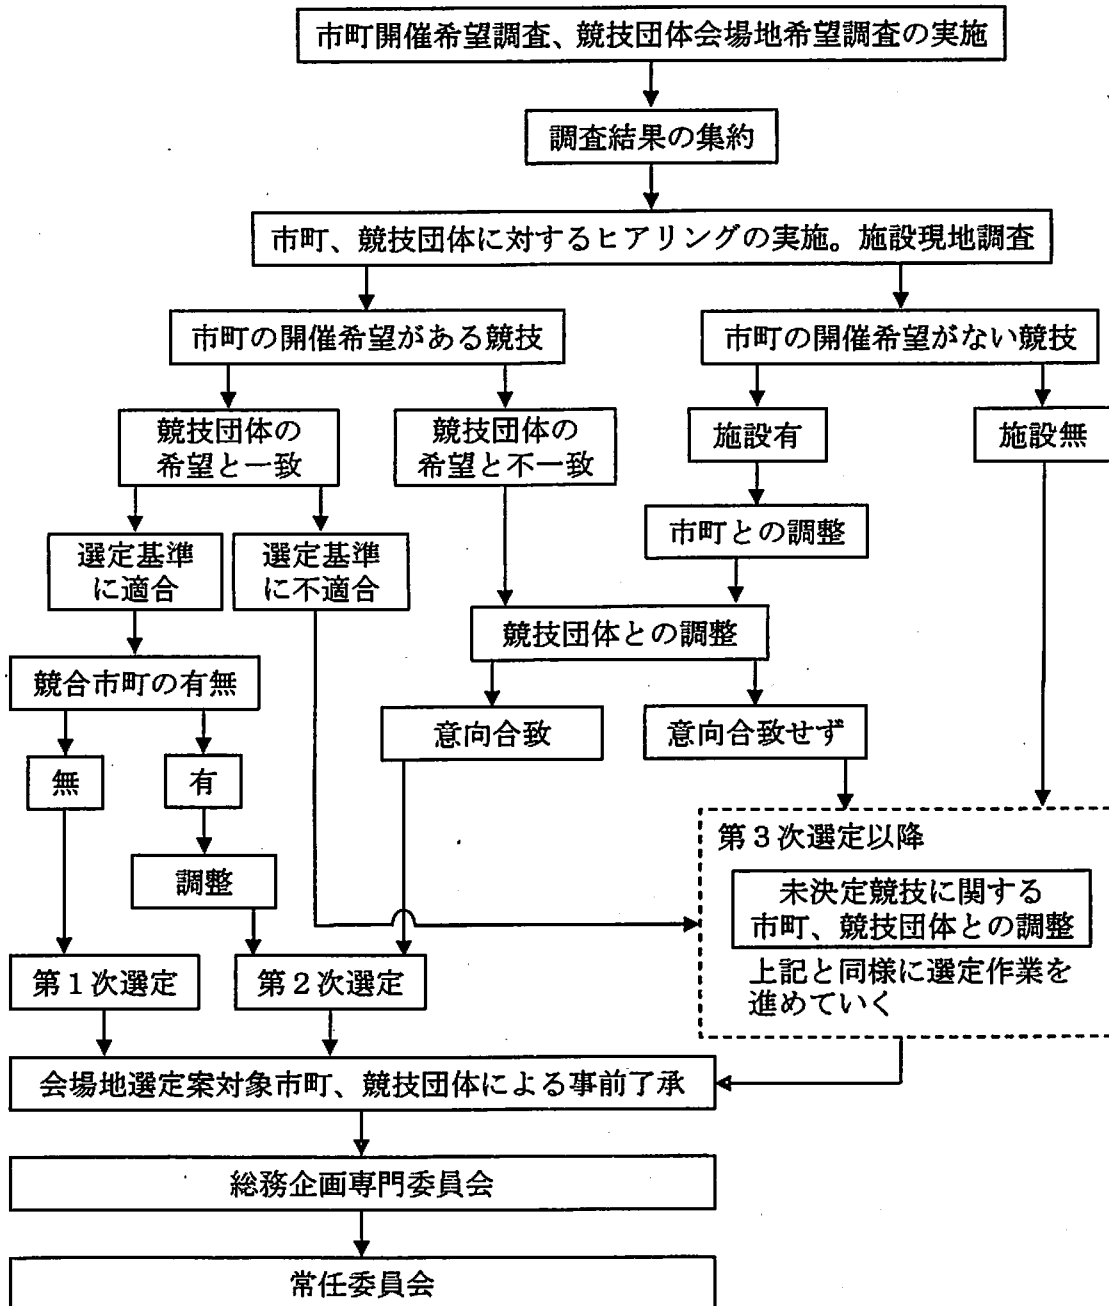 市町開催希望調査、競技団体会場地希望調査の実施
調査結果の集約
市町、競技団体に対するヒアリングの実施。施設現地調査
市町の開催希望がある競技
市町の開催希望がない競技
競技団体の
希望と一致
競技団体の
希望と不一致
施設有
施設無
選定基準
に適合
選定基準
に不適合
市町との調整
競技団体との調整
競合市町の有無
意向合致
意向合致せず
無
有
調整
第3次選定以降
未決定競技に関する
市町、競技団体との調整
上記と同様に選定作業を
進めていく
第1次選定
第2次選定
会場地選定案対象市町、競技団体による事前了承
総務企画専門委員会
常任委員会